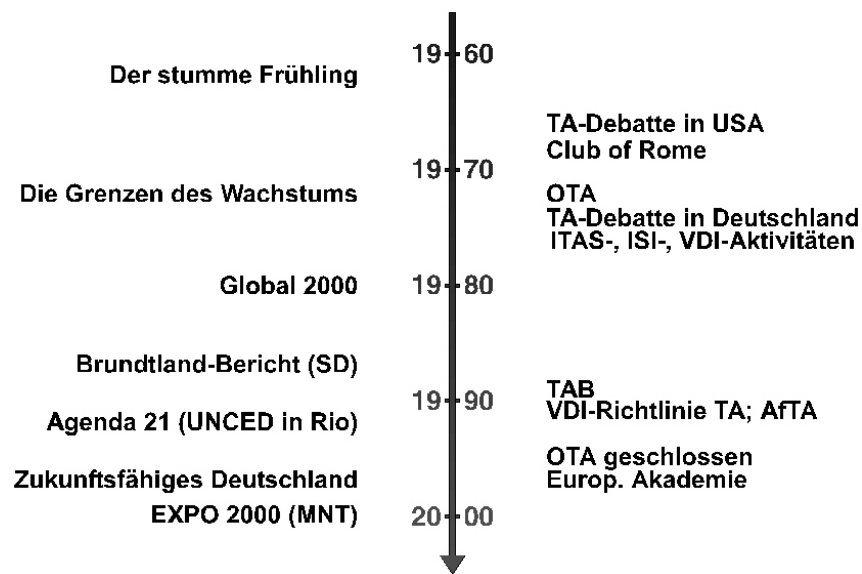 19 60
Der stumme Frühling
TA-Debatte in USA
Club of Rome
19 70
Die Grenzen des Wachstums
OTA
TA-Debatte in Deutschland
ITAS-, ISI-, VDI-Aktivitäten
Global 2000
19 80
Brundtland-Bericht (SD)
TAB
19 90
VDI-Richtlinie TA; AfTA
Agenda 21 (UNCED in Rio)
OTA geschlossen
Zukunftsfähiges Deutschland
Europ. Akademie
EXPO 2000 (MNT)
20 00